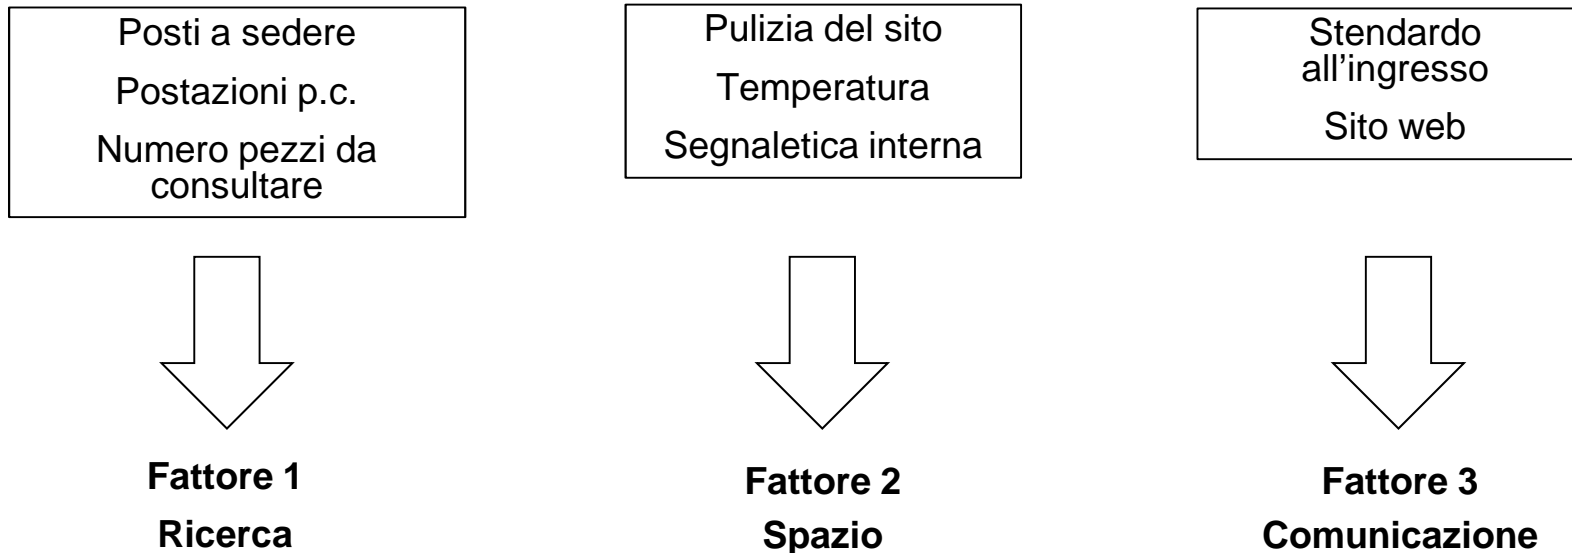 Posti a sedere
Postazioni p.c.
Numero pezzi da
consultare
Pulizia del sito
Temperatura
Segnaletica interna
Stendardo
all'ingresso
Sito web
Fattore 1
Ricerca
Fattore 2
Spazio
Fattore 3
Comunicazione